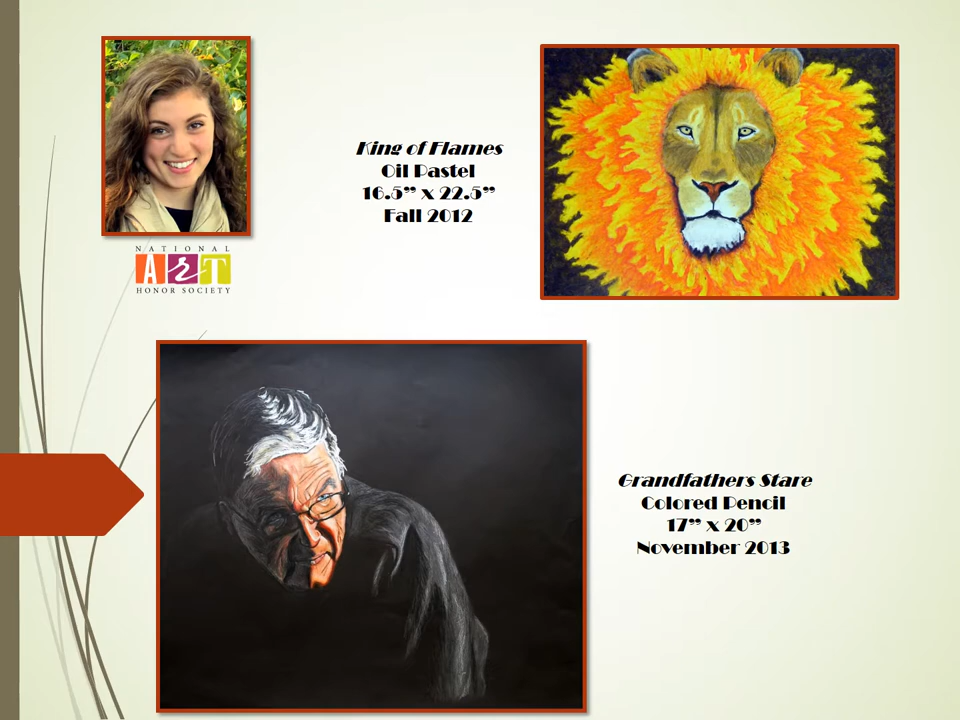 King of Flames
Oil Pastel
16.5” x 22.5”
Fall 2012
NATIONAL
ART
HONOR SOCIETY
Grandfathers Stare
Colored Pencil
17” x 20”
November 2013